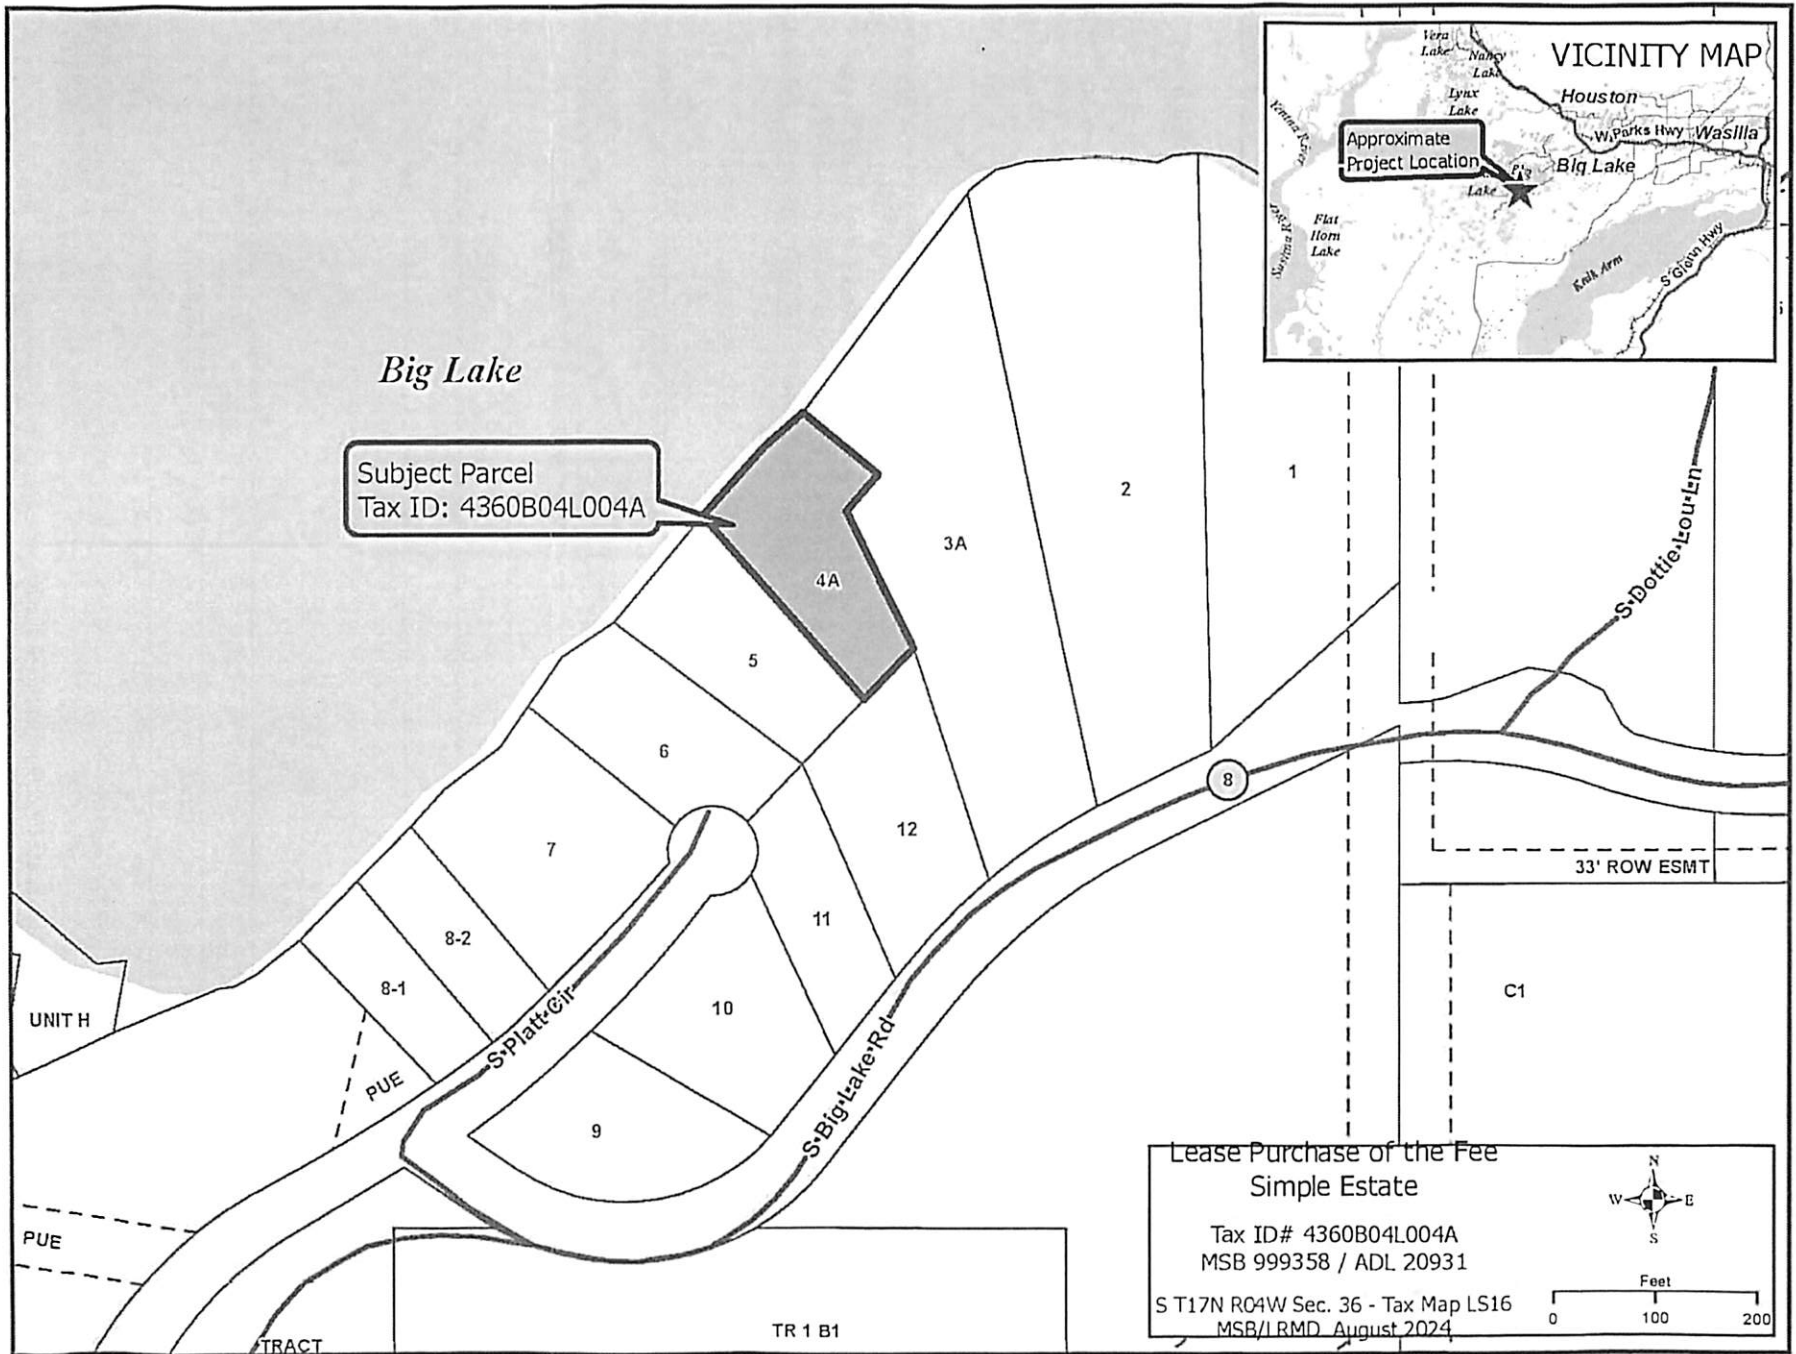 VICINITY MAP
Vera
Lake
Nancy
Lake
Lynx
Lake
Houston
W Parks Hwy
Wasilla
Approximate
Project Location
Big
Lake
Big Lake
Yentna River
Susitna River
Flat
Horn
Lake
Knik Arm
S Glenn Hwy
Big Lake
Subject Parcel
Tax ID: 4360B04L004A
1
2
3A
4A
5
6
7
8-2
8-1
8
12
11
10
9
S Dottie Lou Ln
33' ROW ESMT
C1
UNIT H
PUE
S Platt Cir
S Big Lake Rd
PUE
TRACT
TR 1 B1
Lease Purchase of the Fee
Simple Estate
Tax ID# 4360B04L004A
MSB 999358 / ADL 20931
S T17N R04W Sec. 36 - Tax Map LS16
MSB/LRMD August 2024
N
W E
S
Feet
0 100 200